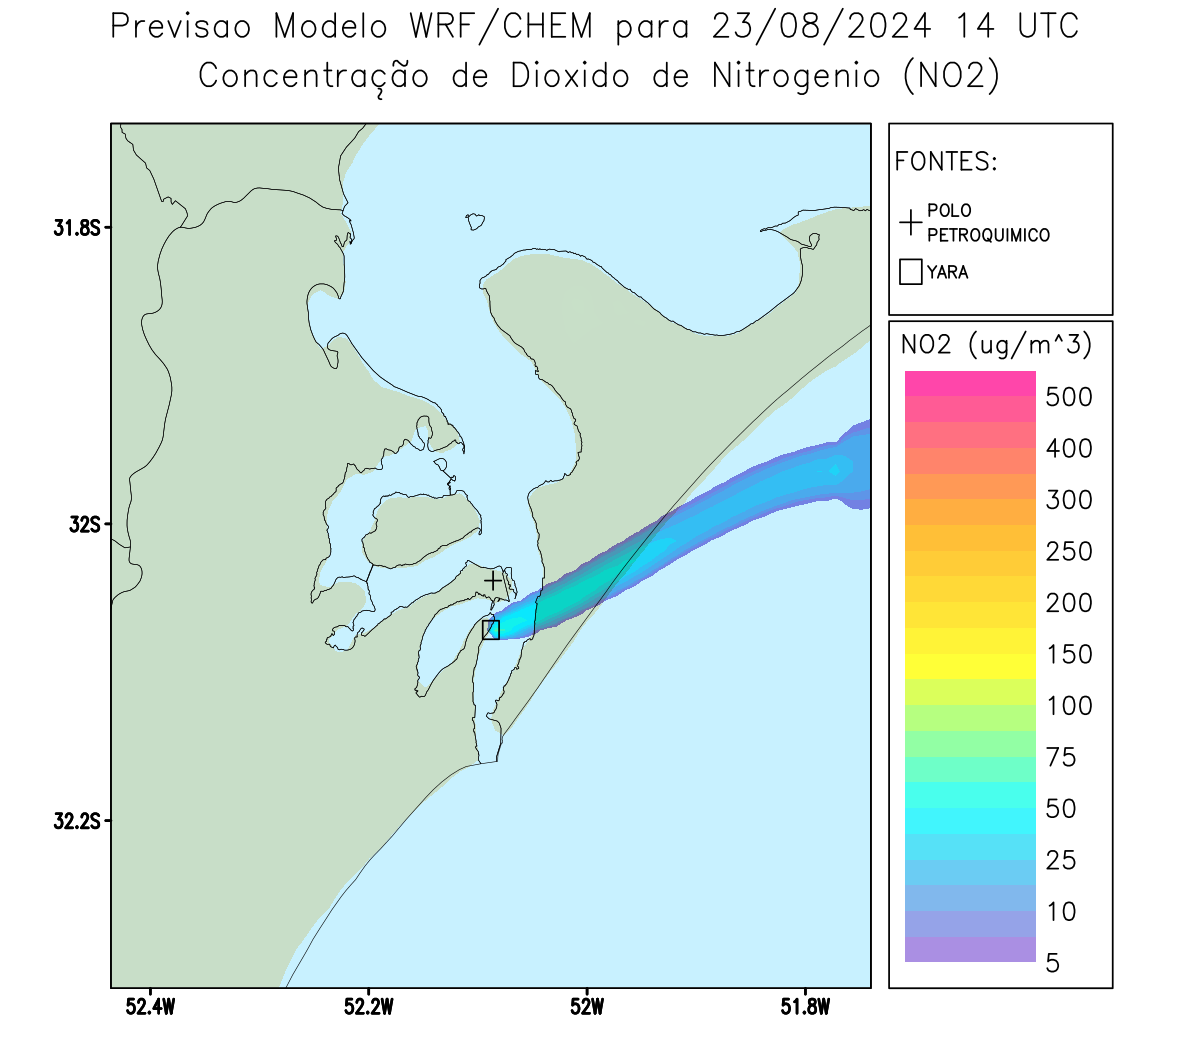 Previsao Modelo WRF/CHEM para 23/08/2024 14 UTC
Concentração de Dioxido de Nitrogenio (NO2)
FONTES:
POLO
PETROQUIMICO
YARA
31.8S
32S
32.2S
52.4W
52.2W
52W
51.8W
NO2 (ug/m^3)
500
400
300
250
200
150
100
75
50
25
10
5